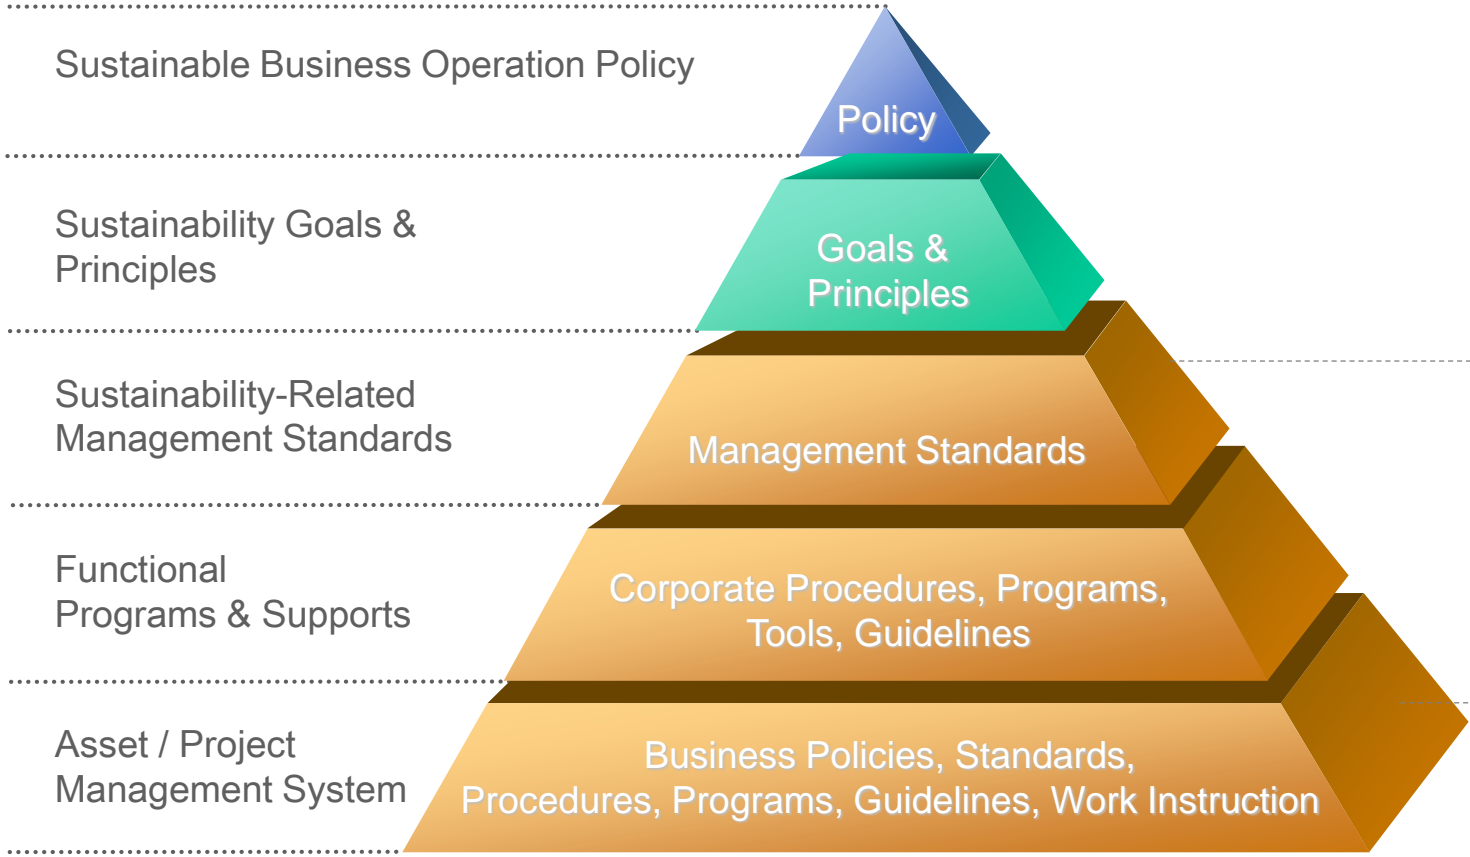 Sustainable Business Operation Policy
Policy
Sustainability Goals &
Principles
Goals &
Principles
Sustainability-Related
Management Standards
Management Standards
Functional
Programs & Supports
Corporate Procedures, Programs,
Tools, Guidelines
Asset / Project
Management System
Business Policies, Standards,
Procedures, Programs, Guidelines, Work Instruction